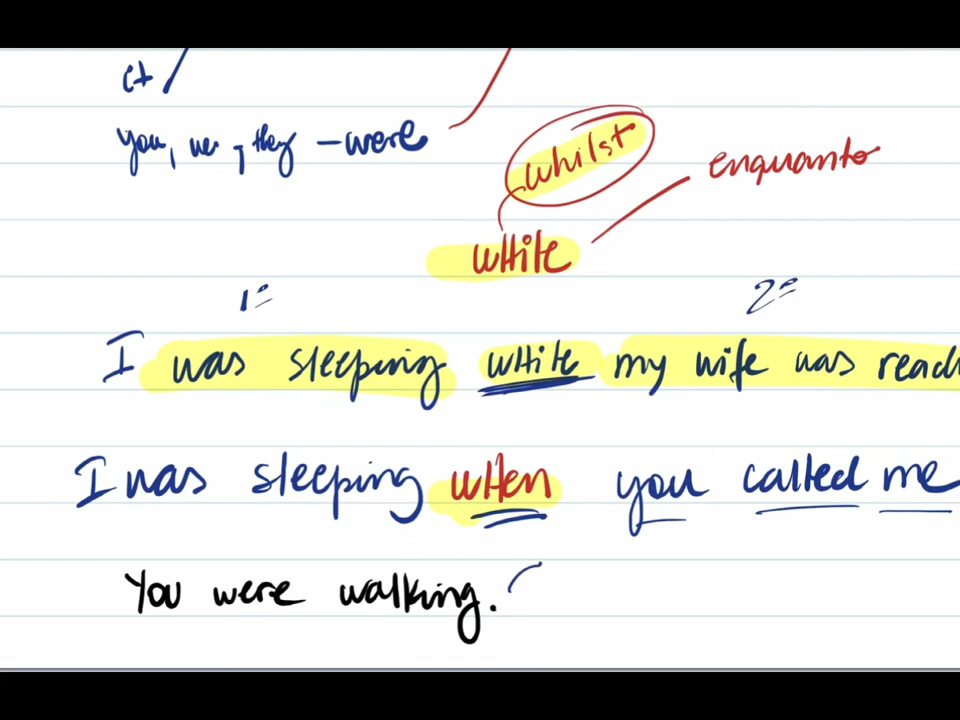 it /
you, we, they - were
whilst
enquanto
while
1º 2º
I was sleeping while my wife was
I was sleeping when you called me
You were walking.